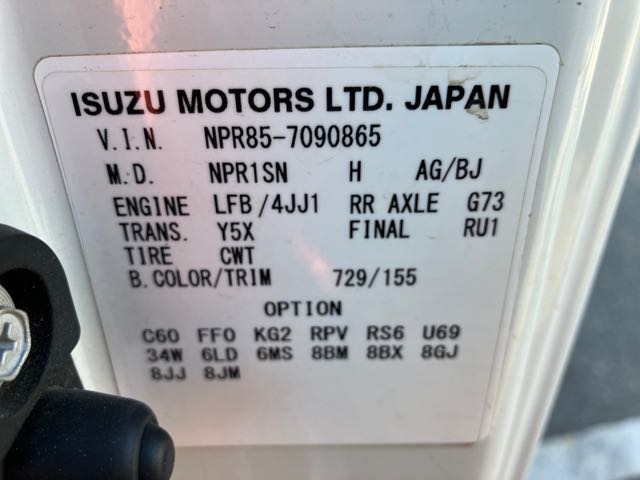 ISUZU MOTORS LTD. JAPAN
V.I.N. NPR85-7090865
M.D. NPR1SN H AG/BJ
ENGINE LFB/4JJ1 RR AXLE G73
TRANS. Y5X FINAL RU1
TIRE CWT
B.COLOR/TRIM 729/155
OPTION
C60 FF0 KG2 RPV RS6 U69
34W 6LD 6MS 8BM 8BX 8GJ
8JJ 8JM